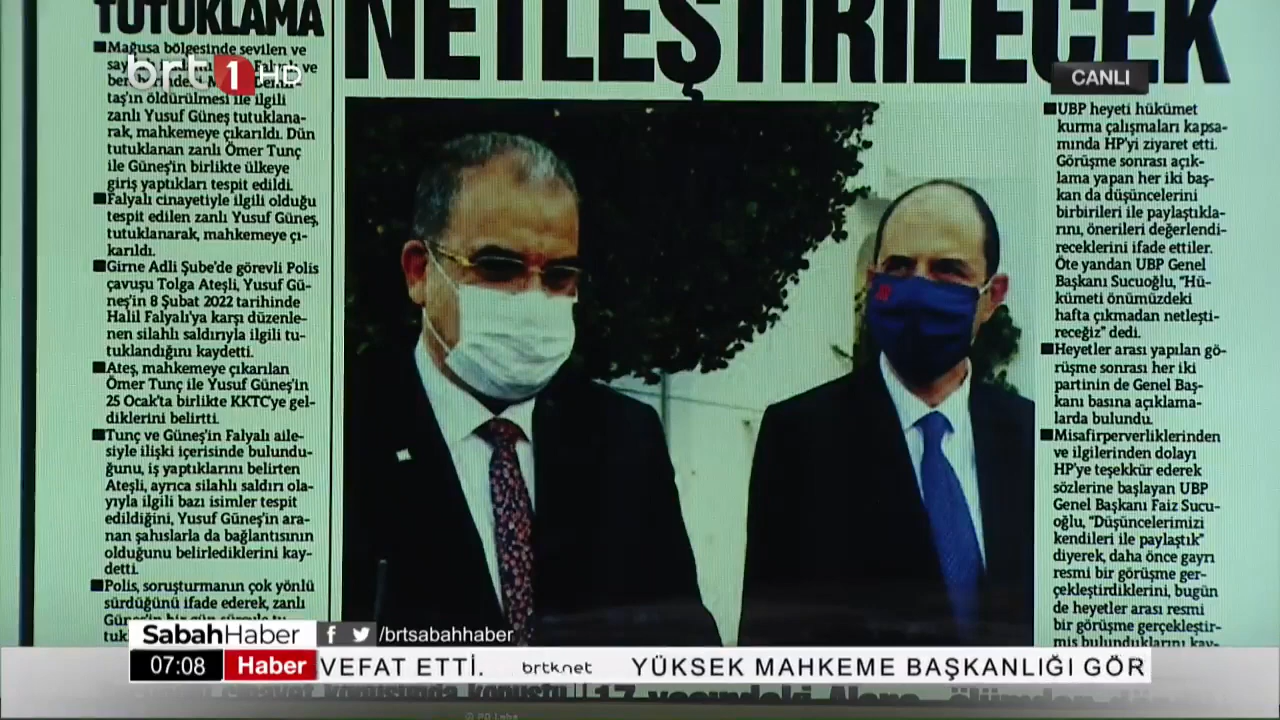 TUTUKLAMA
■Mağusa bölgesinde sevilen ve
taş'ın öldürülmesi ile ilgili
zanlı Yusuf Güneş tutuklana-
rak, mahkemeye çıkarıldı. Dün
tutuklanan zanlı Ömer Tunç
ile Güneş'in birlikte ülkeye
giriş yaptıkları tespit edildi.
■Falyalı cinayetiyle ilgili olduğu
tespit edilen zanlı Yusuf Güneş,
tutuklanarak, mahkemeye çı-
karıldı.
■Girne Adli Şube'de görevli Polis
çavuşu Tolga Ateşli, Yusuf Gü-
neş'in 8 Şubat 2022 tarihinde
Halil Falyalı'ya karşı düzenle-
nen silahlı saldırıyla ilgili tu-
tuklandığını kaydetti.
■Ateş, mahkemeye çıkarılan
Ömer Tunç ile Yusuf Güneş'in
25 Ocak'ta birlikte KKTC'ye gel-
diklerini belirtti.
■Tunç ve Güneş'in Falyalı aile-
siyle ilişki içerisinde bulundu-
ğunu, iş yaptıklarını belirten
Ateşli, ayrıca silahlı saldırı ola-
yıyla ilgili bazı isimler tespit
edildiğini, Yusuf Güneş'in ara-
nan şahıslarla da bağlantısının
olduğunu belirlediklerini kay-
detti.
■Polis, soruşturmanın çok yönlü
sürdüğünü ifade ederek, zanlı
NETLEŞTİRİLECEK
■UBP heyeti hükümet
kurma çalışmaları kapsa-
mında HP'yi ziyaret etti.
Görüşme sonrası açık-
lama yapan her iki baş-
kan da düşüncelerini
birbirileri ile paylaştıkla-
rını, önerileri değerlendi-
receklerini ifade ettiler.
Öte yandan UBP Genel
Başkanı Sucuoğlu, "Hü-
kümeti önümüzdeki
hafta çıkmadan netleşti-
receğiz" dedi.
■Heyetler arası yapılan gö-
rüşme sonrası her iki
partinin de Genel Baş-
kanı basına açıklama-
larda bulundu.
■Misafirperverliklerinden
ve ilgilerinden dolayı
HP'ye teşekkür ederek
sözlerine başlayan UBP
Genel Başkanı Faiz Sucu-
oğlu, "Düşüncelerimizi
kendileri ile paylaştık"
diyerek, daha önce gayrı
resmi bir görüşme ger-
çekleştirdiklerini, bugün
de heyetler arası resmi
bir görüşme gerçekleştir-
miş bulunduklarını kay-
brt 1 HD
CANLI
SabahHaber
/brtsabahhaber
07:08 Haber VEFAT ETTİ. brtk.net YÜKSEK MAHKEME BAŞKANLIĞI GÖR